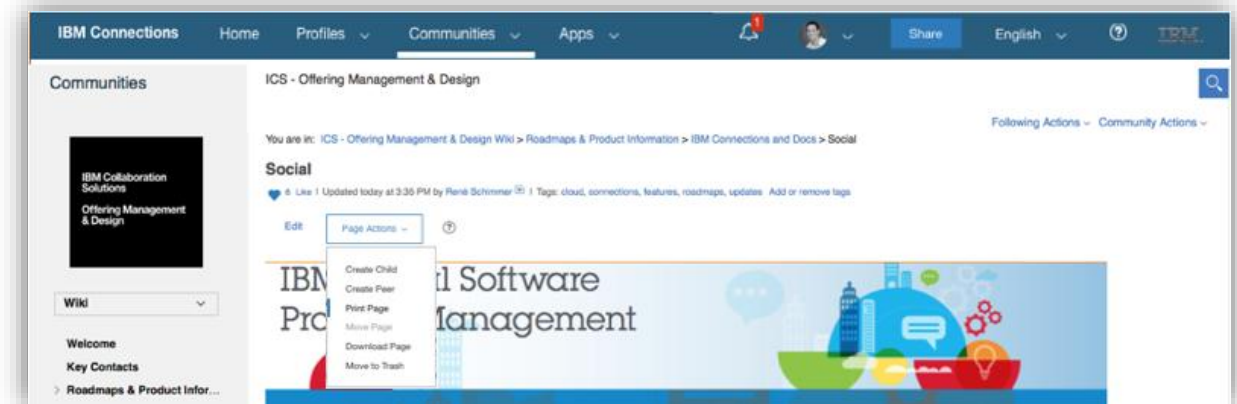 IBM Connections Home Profiles Communities Apps 1 Share English ? IBM
Communities
ICS - Offering Management & Design
Following Actions Community Actions
You are in: ICS - Offering Management & Design Wiki > Roadmaps & Product Information > IBM Connections and Docs > Social
Social
6 Like | Updated today at 3:35 PM by René Schimmer | Tags: cloud, connections, features, roadmaps, updates Add or remove tags
IBM Collaboration
Solutions
Offering Management
& Design
Edit Page Actions ?
Create Child
Create Peer
Print Page
Move Page
Download Page
Move to Trash
IBM l Software
Pro Management
Wiki
Welcome
Key Contacts
> Roadmaps & Product Infor...